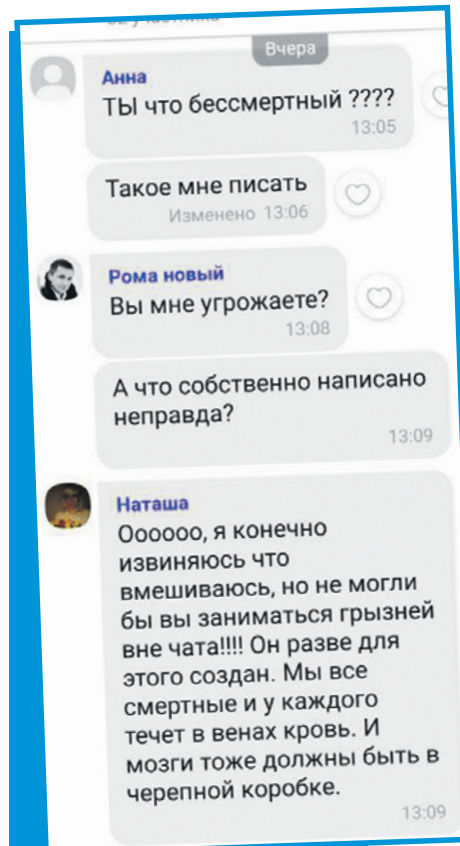 Вчера
Анна
ТЫ что бессмертный ????
13:05
Такое мне писать
Изменено 13:06
Рома новый
Вы мне угрожаете?
13:08
А что собственно написано
неправда?
13:09
Наташа
Оооооо, я конечно
извиняюсь что
вмешиваюсь, но не могли
бы вы заниматься грызней
вне чата!!!! Он разве для
этого создан. Мы все
смертные и у каждого
течет в венах кровь. И
мозги тоже должны быть в
черепной коробке.
13:09